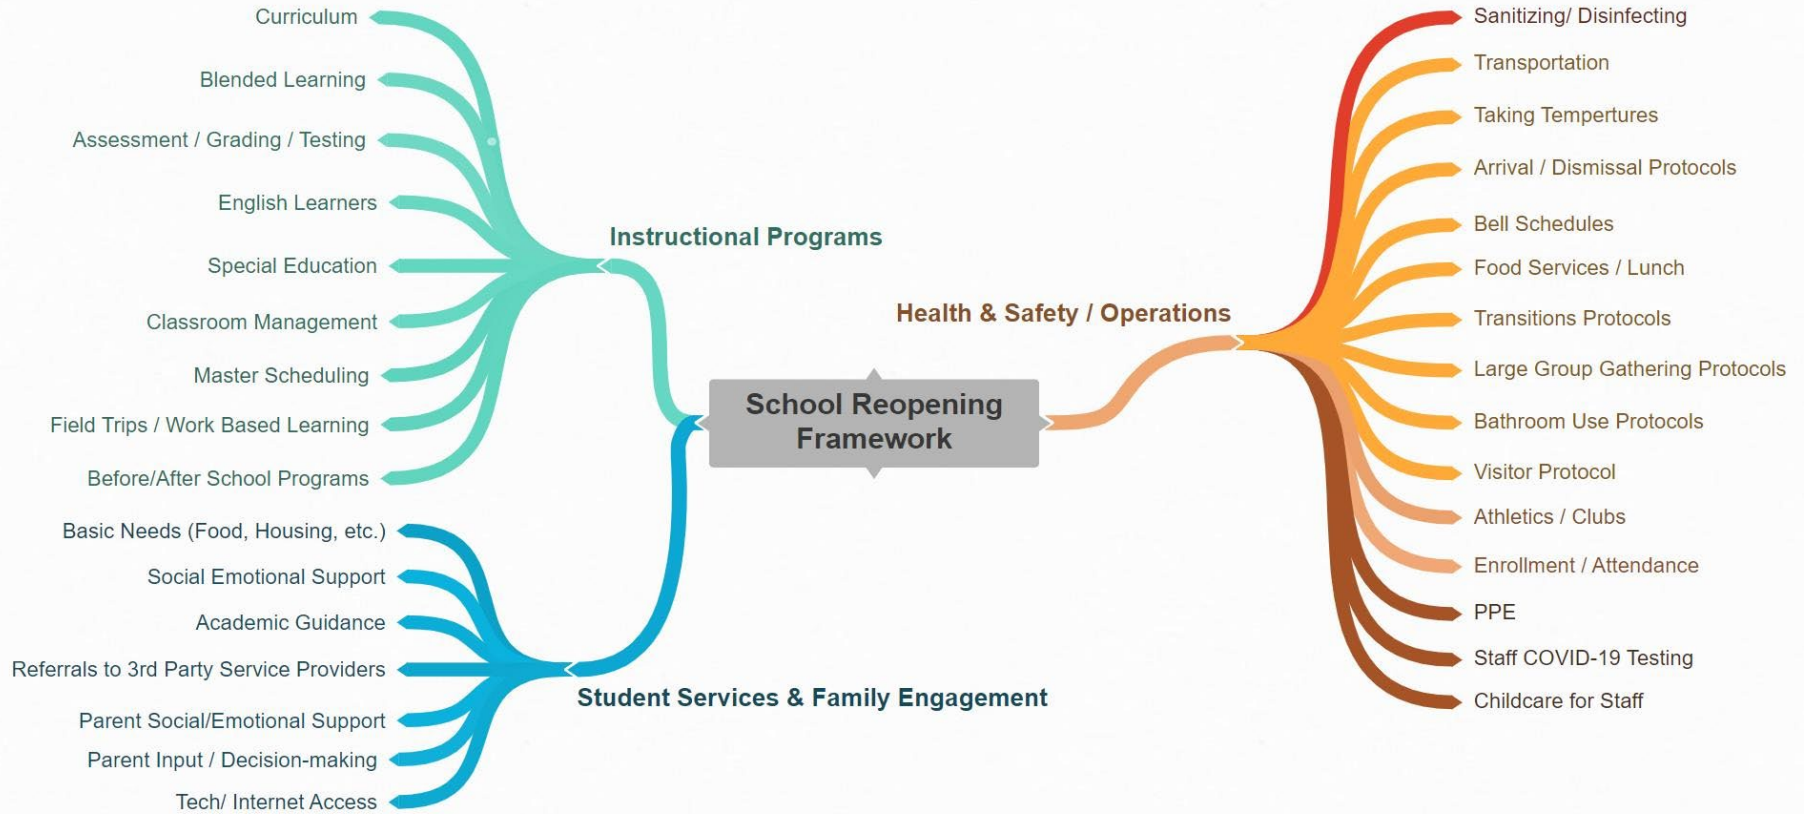 School Reopening
Framework
Instructional Programs
Curriculum
Blended Learning
Assessment / Grading / Testing
English Learners
Special Education
Classroom Management
Master Scheduling
Field Trips / Work Based Learning
Before/After School Programs
Student Services & Family Engagement
Basic Needs (Food, Housing, etc.)
Social Emotional Support
Academic Guidance
Referrals to 3rd Party Service Providers
Parent Social/Emotional Support
Parent Input / Decision-making
Tech/ Internet Access
Health & Safety / Operations
Sanitizing/ Disinfecting
Transportation
Taking Tempertures
Arrival / Dismissal Protocols
Bell Schedules
Food Services / Lunch
Transitions Protocols
Large Group Gathering Protocols
Bathroom Use Protocols
Visitor Protocol
Athletics / Clubs
Enrollment / Attendance
PPE
Staff COVID-19 Testing
Childcare for Staff